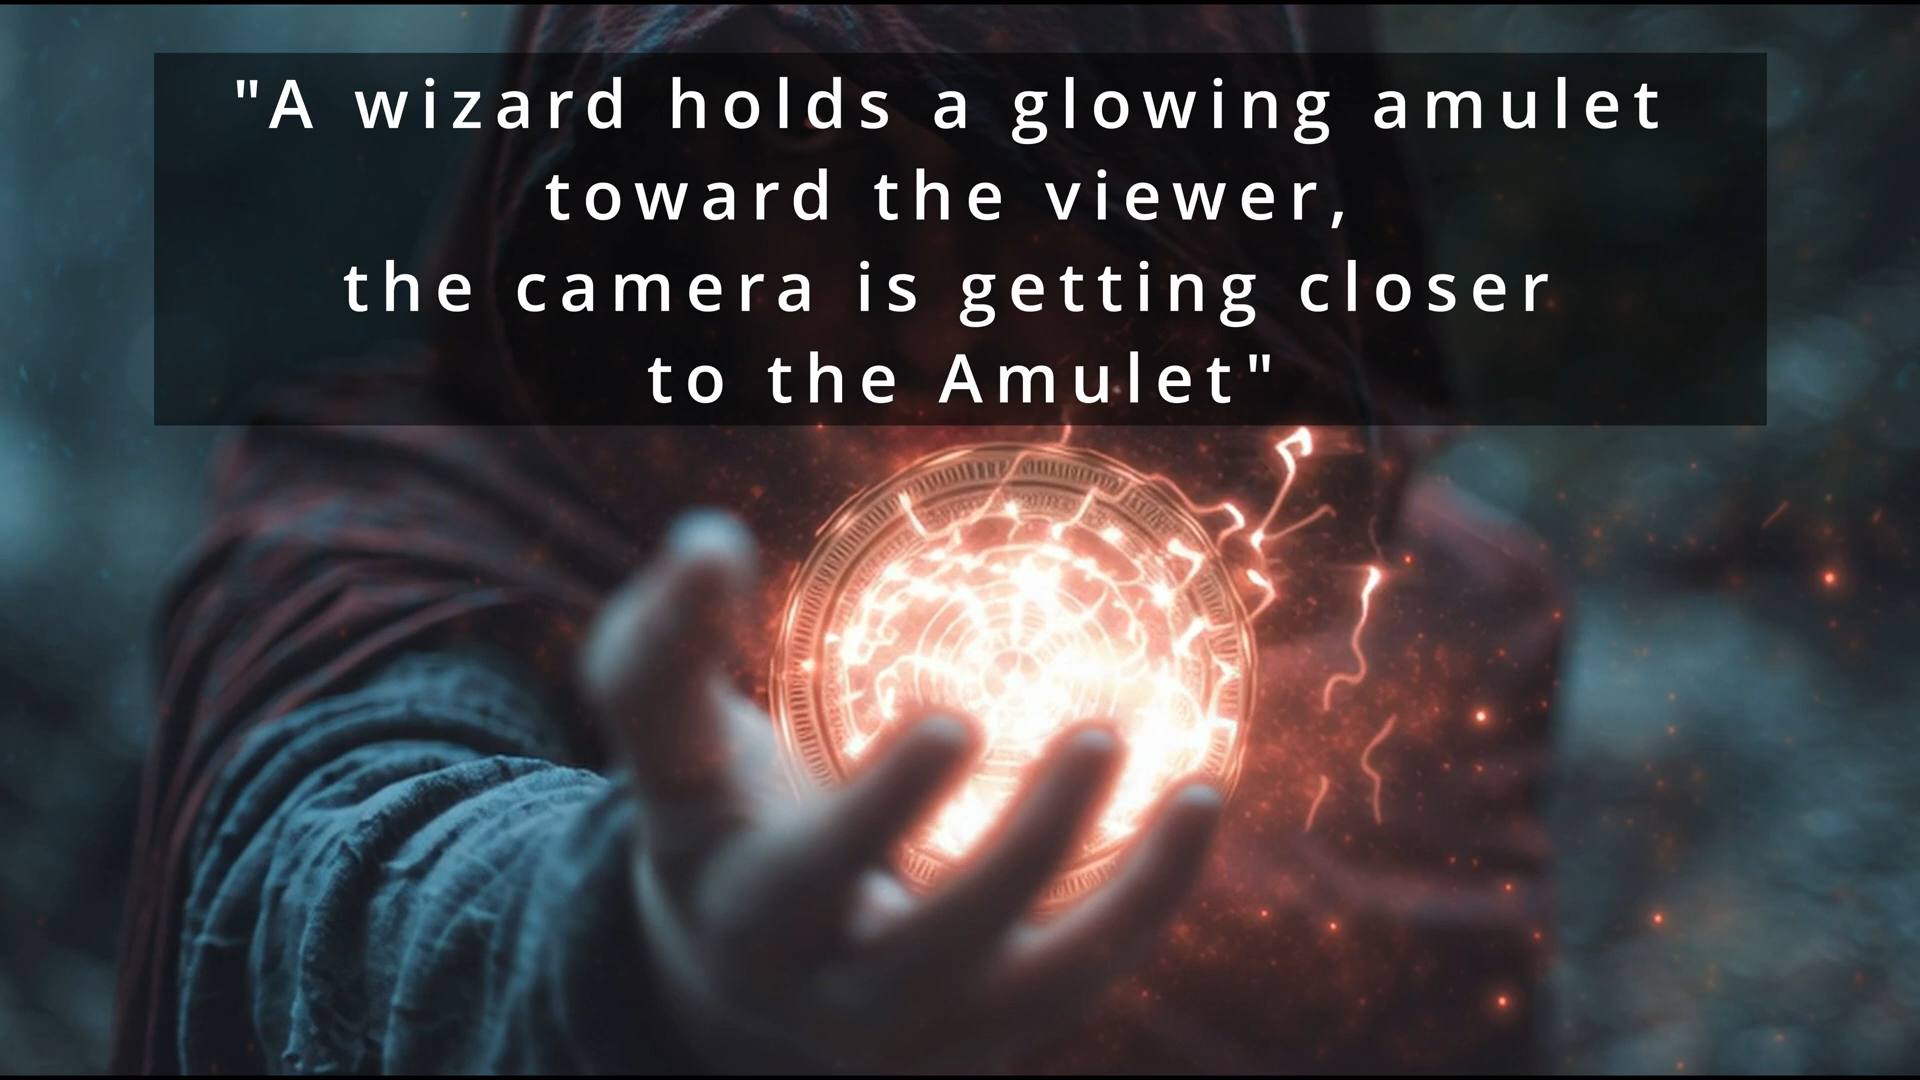 "A wizard holds a glowing amulet
toward the viewer,
the camera is getting closer
to the Amulet"